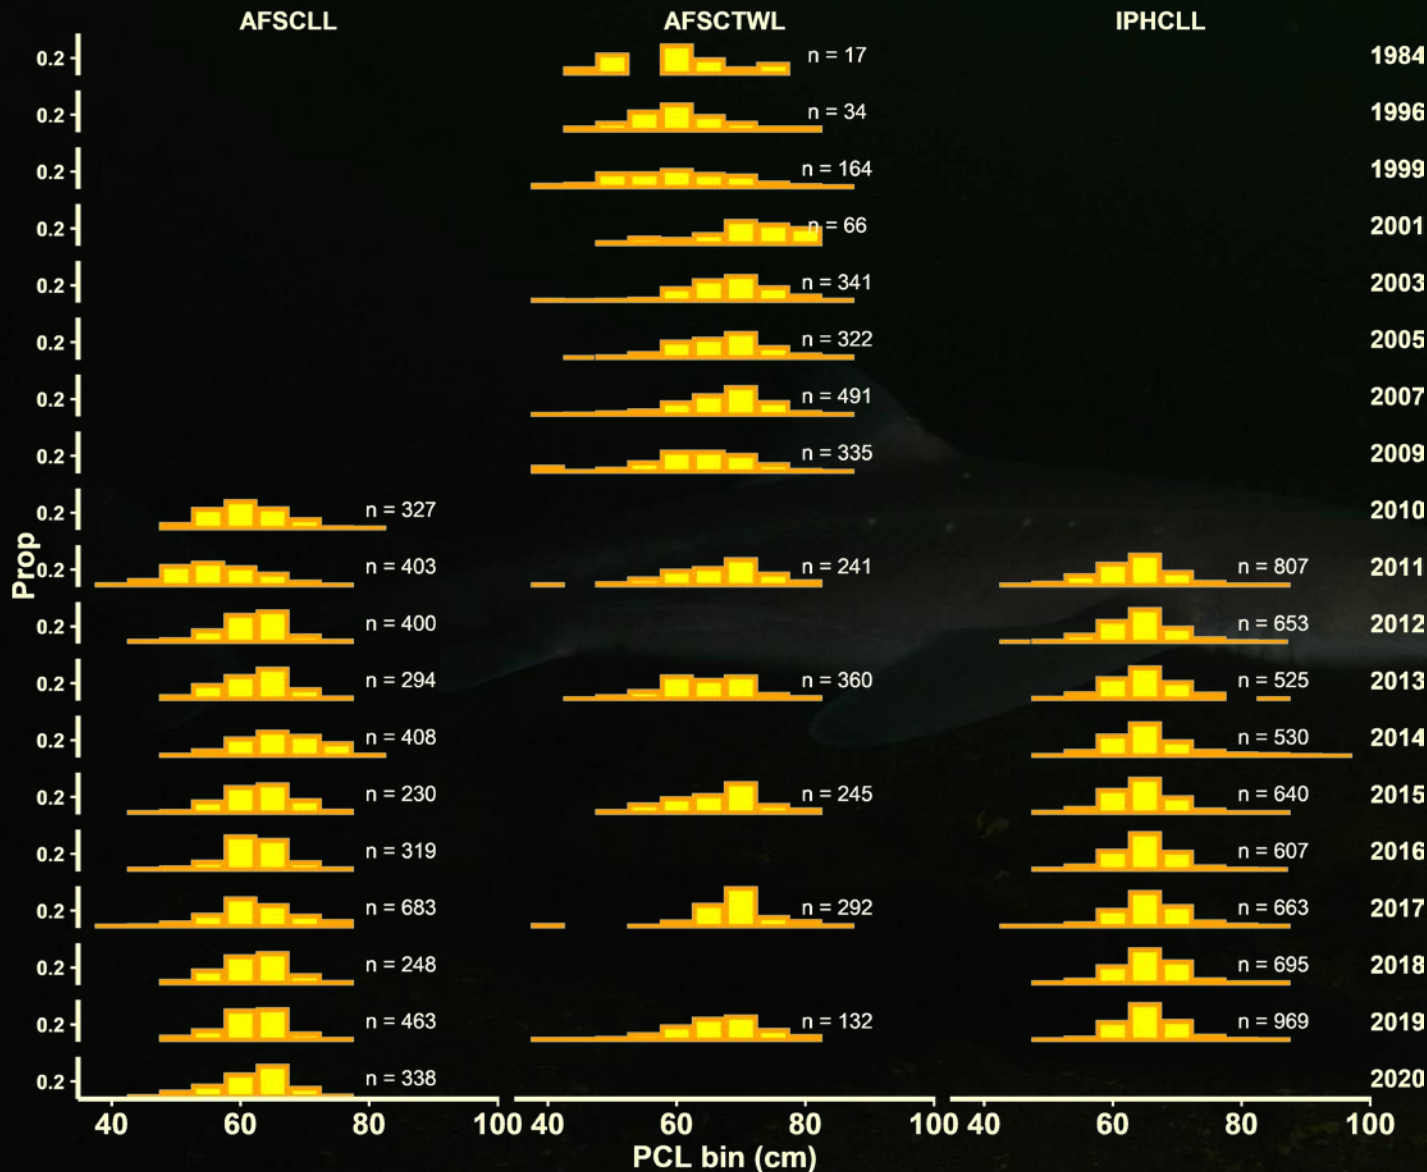 AFSCLL AFSCTWL IPHCLL
0.2 n = 17 1984
0.2 n = 34 1996
0.2 n = 164 1999
0.2 n = 66 2001
0.2 n = 341 2003
0.2 n = 322 2005
0.2 n = 491 2007
0.2 n = 335 2009
0.2 n = 327 2010
Prop
0.2 n = 403 n = 241 n = 807 2011
0.2 n = 400 n = 653 2012
0.2 n = 294 n = 360 n = 525 2013
0.2 n = 408 n = 530 2014
0.2 n = 230 n = 245 n = 640 2015
0.2 n = 319 n = 607 2016
0.2 n = 683 n = 292 n = 663 2017
0.2 n = 248 n = 695 2018
0.2 n = 463 n = 132 n = 969 2019
0.2 n = 338 2020
40 60 80 100 40 60 80 100 40 60 80 100
PCL bin (cm)